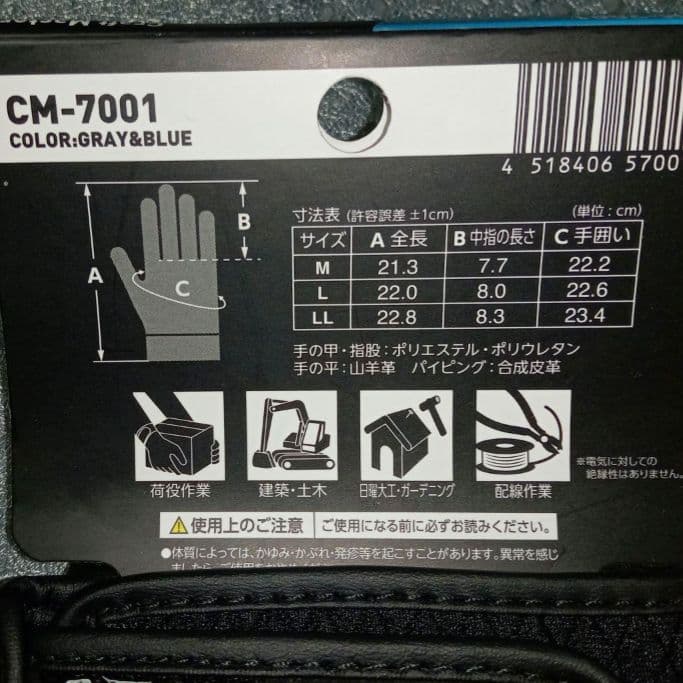 CM-7001
COLOR:GRAY&BLUE
4 518406 5700
寸法表 (許容誤差 ±1cm) (単位:cm)
サイズ A 全長 B 中指の長さ C 手囲い
M 21.3 7.7 22.2
L 22.0 8.0 22.6
LL 22.8 8.3 23.4
A
B
C
手の甲・指股:ポリエステル・ポリウレタン
手の平:山羊革 パイピング:合成皮革
荷役作業 建築・土木 日曜大工・ガーデニング 配線作業
※電気に対しての
絶縁性はありません。
⚠使用上のご注意 ご使用になる前に必ずお読みください。
●体質によっては、かゆみ・かぶれ・発疹等を起こすことがあります。異常を感じ